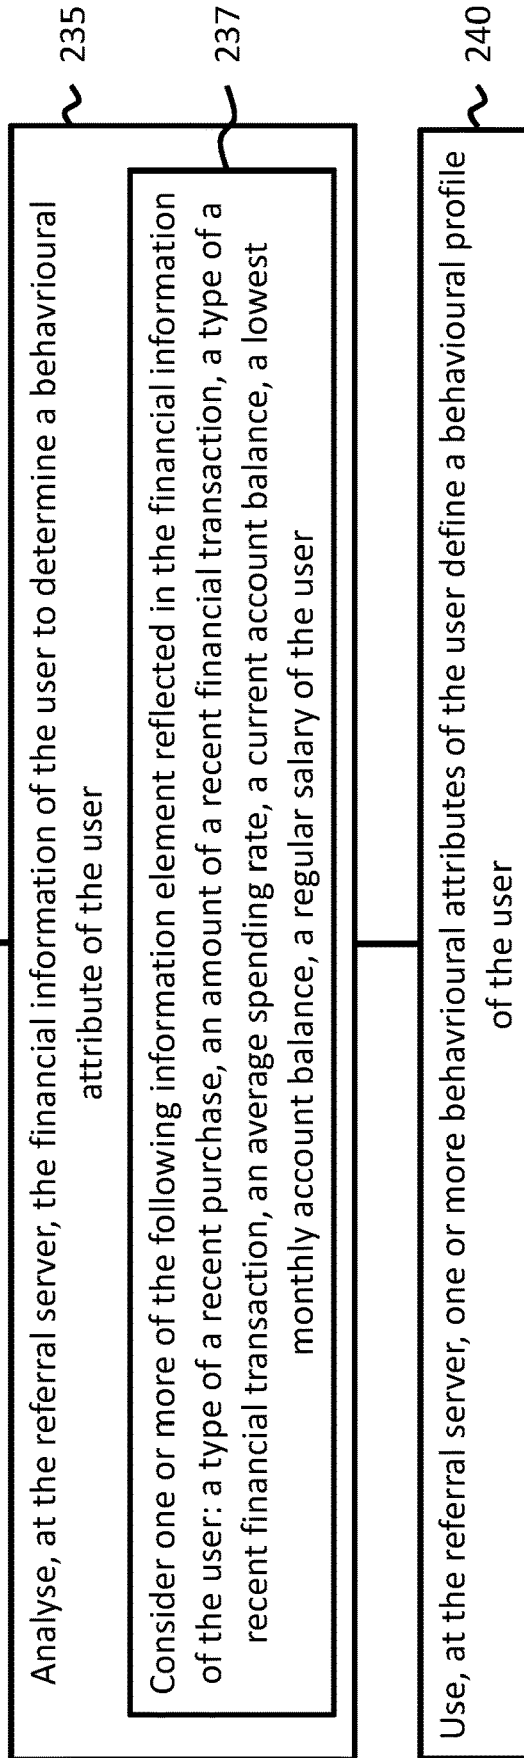 Analyse, at the referral server, the financial information of the user to determine a behavrioural
attribute of the user
235
Consider one or more of the following information element reflected in the financial information
of the user: a type of a recent purchase, an amount of a recent financial transaction, a type of a
recent financial transaction, an average spending rate, a current account balance, a lowest
monthly account balance, a regular salary of the user
237
Use, at the referral server, one or more behavioural attributes of the user define a behavioural profile
of the user
240